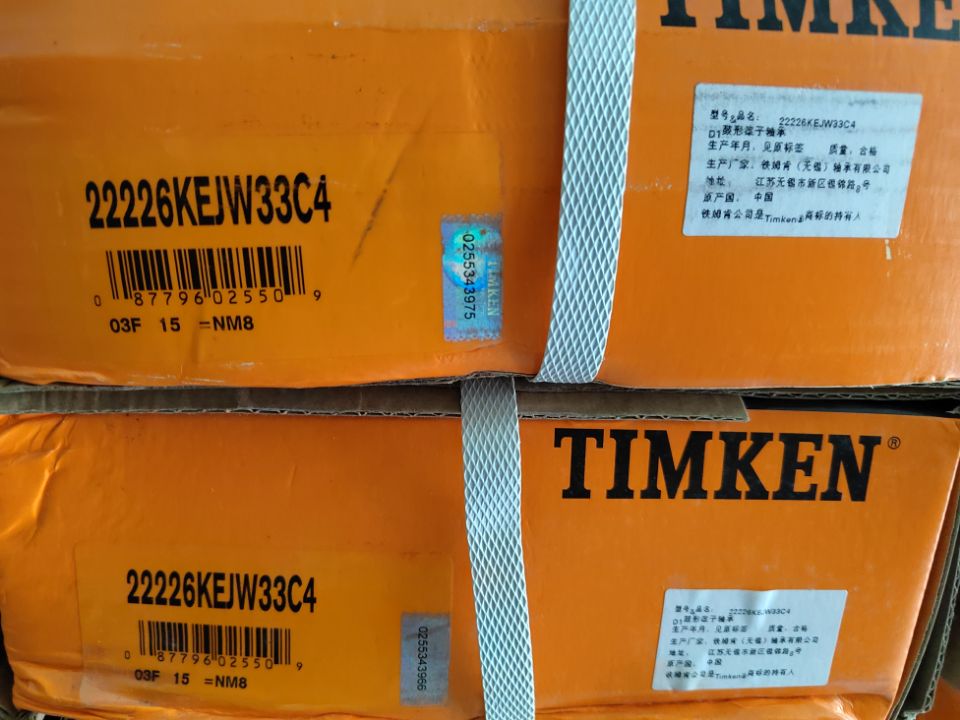 TIMKE
型号&品名: 22226KEJW33C4
D1鼓形滚子轴承
生产年月、见原标签 质量、合格
生产厂家、铁姆肯(无锡)轴承有限公司
地址: 江苏无锡市新区锡锦路8号
原产国、中国
铁姆肯公司是Timken®商标的持有人
22226KEJW33C4
0 87796 02550 9
03F 15 =NM8
0255343975
TIMKEN
TIMKEN®
22226KEJW33C4
0 87796 02550 9
03F 15 =NM8
0255343966
型号&品名: 22226KEJW33C4
D1鼓形滚子轴承
生产年月、见原标签 质量、合格
生产厂家、铁姆肯(无锡)轴承有限公司
地址: 江苏无锡市新区锡锦路8号
原产国、中国
铁姆肯公司是Timken®商标的持有人